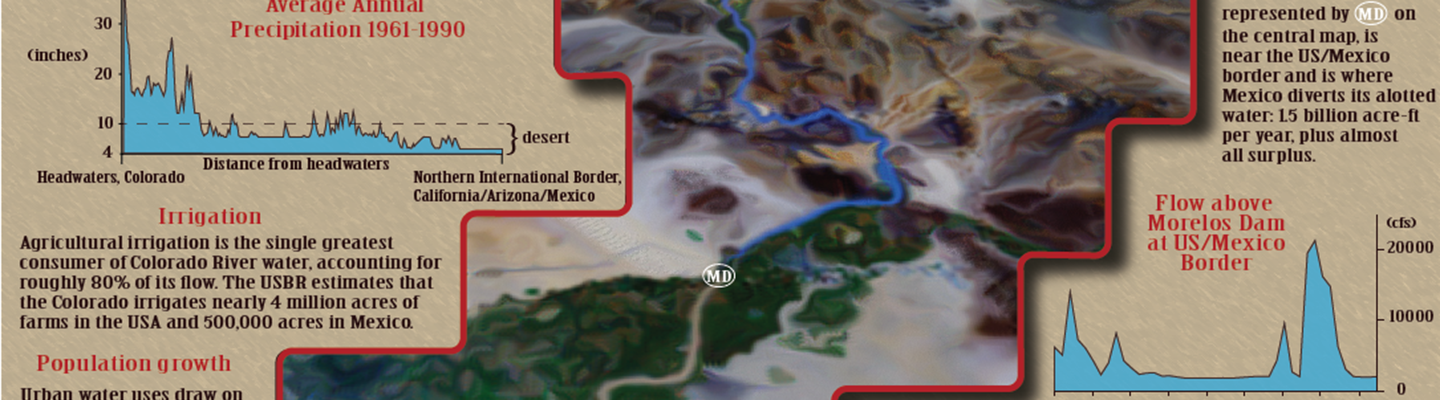 Average Annual
Precipitation 1961-1990
30
(inches)
20
10
4
desert
Distance from headwaters
Headwaters, Colorado
Northern International Border,
California/Arizona/Mexico
Irrigation
Agricultural irrigation is the single greatest
consumer of Colorado River water, accounting for
roughly 80% of its flow. The USBR estimates that
the Colorado irrigates nearly 4 million acres of
farms in the USA and 500,000 acres in Mexico.
Population growth
Urban water uses draw on
MD
represented by MD on
the central map, is
near the US/Mexico
border and is where
Mexico diverts its alotted
water: 1.5 billion acre-ft
per year, plus almost
all surplus.
Flow above
Morelos Dam
at US/Mexico
Border
(cfs)
20000
10000
0